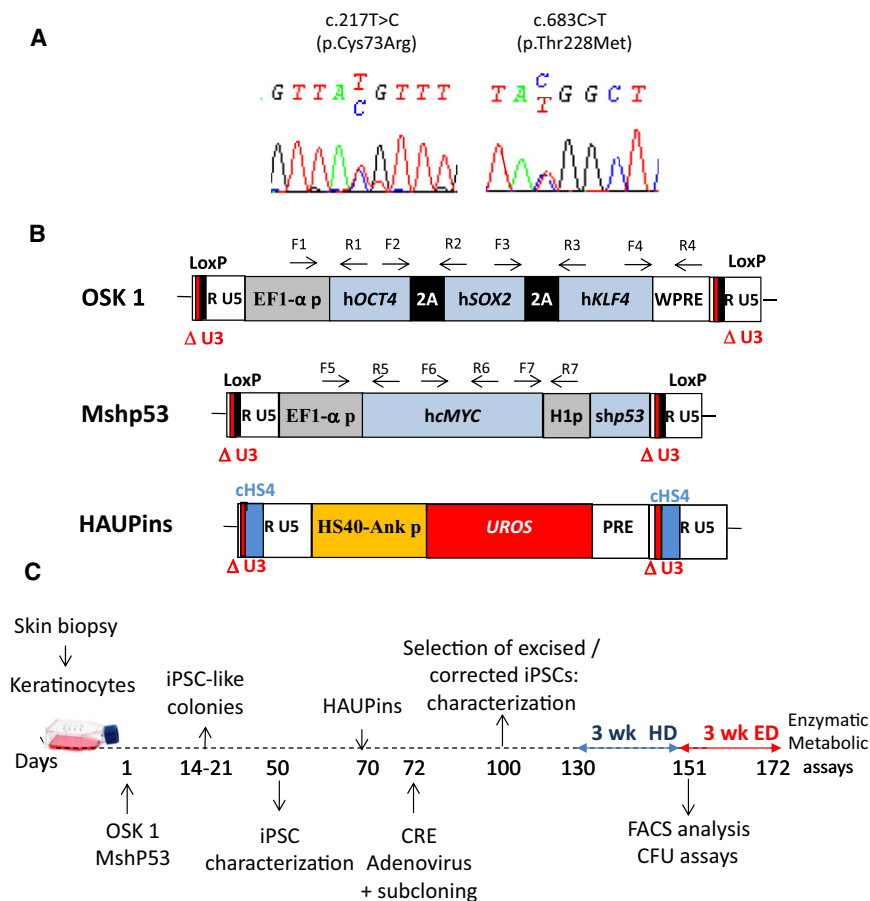 A
c.217T>C
(p.Cys73Arg)
c.683C>T
(p.Thr228Met)
. G T T A T G T T T
C
T A C G G C T
T
B
F1 R1 F2 R2 F3 R3 F4 R4
LoxP LoxP
OSK 1
R U5 EF1-α p hOCT4 2A hSOX2 2A hKLF4 WPRE R U5
Δ U3 Δ U3
F5 R5 F6 R6 F7 R7
LoxP LoxP
Mshp53
R U5 EF1-α p hcMYC H1p shp53 R U5
Δ U3 Δ U3
cHS4 cHS4
HAUPins
R U5 HS40-Ank p UROS PRE R U5
Δ U3 Δ U3
C
Skin biopsy
Keratinocytes
iPSC-like
colonies
HAUPins
Selection of excised /
corrected iPSCs:
characterization
3 wk HD 3 wk ED
Enzymatic
Metabolic
assays
Days
1 14-21 50 70 72 100 130 151 172
OSK 1
MshP53
iPSC
characterization
CRE
Adenovirus
+ subcloning
FACS analysis
CFU assays